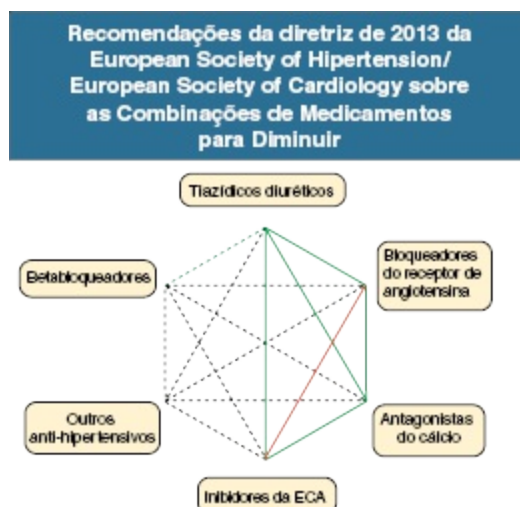 Recomendações da diretriz de 2013 da
European Society of Hipertension/
European Society of Cardiology sobre
as Combinações de Medicamentos
para Diminuir
Tiazídicos diuréticos
Betabloqueadores
Bloqueadores
do receptor de
angiotensina
Outros
anti-hipertensivos
Antagonistas
do cálcio
Inibidores da ECA